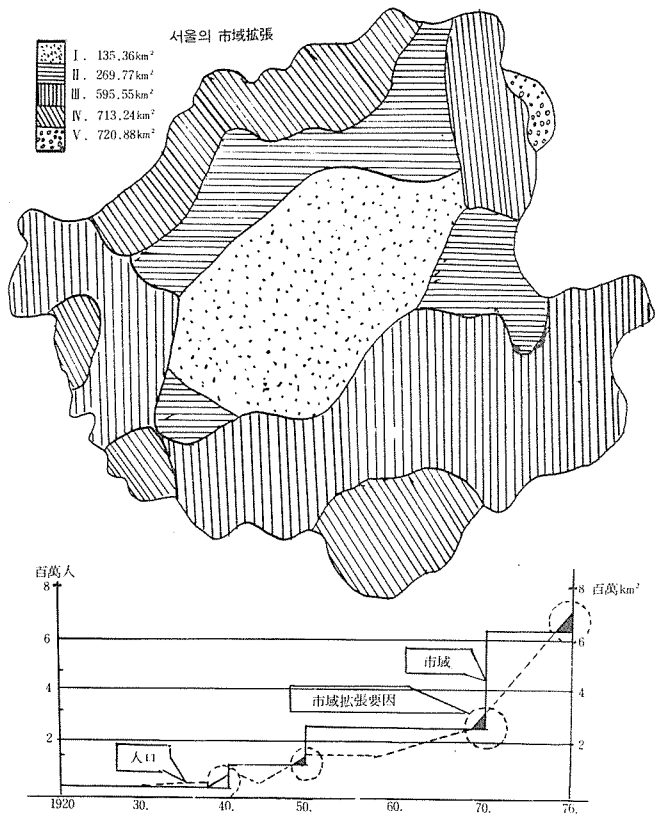 서울의 市域拡張
Ⅰ. 135.36km²
Ⅱ. 269.77km²
Ⅲ. 595.55km²
Ⅳ. 713.24km²
Ⅴ. 720.88km²
百萬人
百萬km²
8
8
6
6
市域
4
4
市域拡張要因
2
2
人口
1920 30. 40. 50. 60. 70. 76.